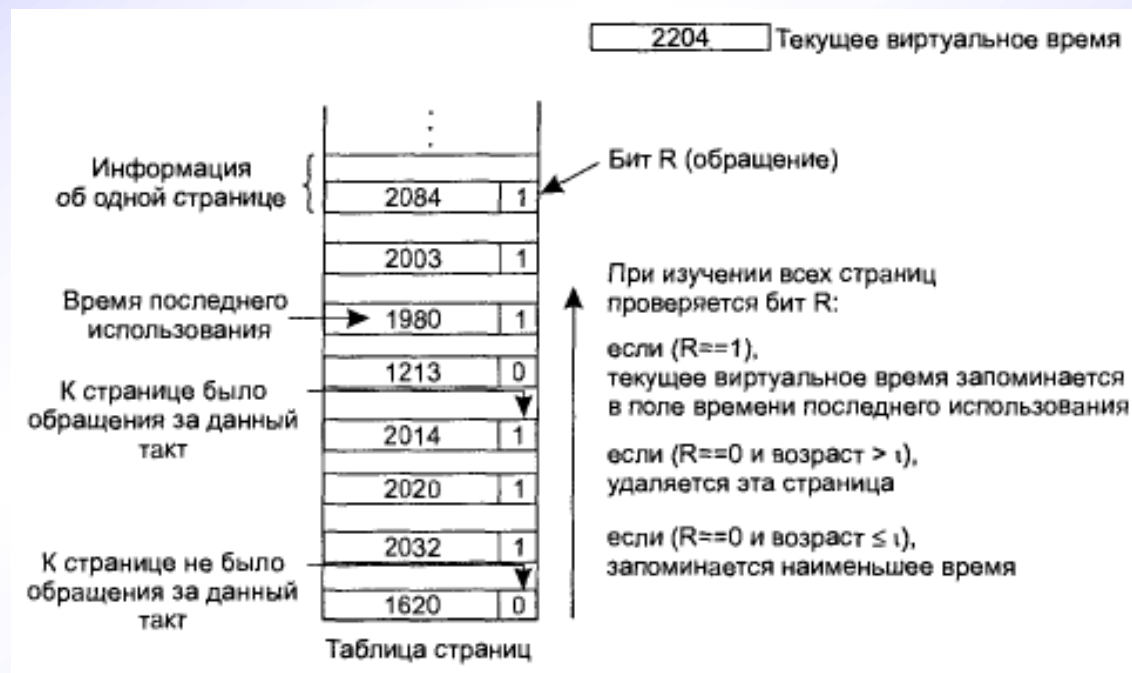 2204 Текущее виртуальное время
Информация
об одной странице
Бит R (обращение)
2084 1
2003 1
Время последнего
использования
1980 1
1213 0
К странице было
обращения за данный
такт
2014 1
2020 1
2032 1
К странице не было
обращения за данный
такт
1620 0
Таблица страниц
При изучении всех страниц
проверяется бит R:
если (R==1),
текущее виртуальное время запоминается
в поле времени последнего использования
если (R==0 и возраст > ι),
удаляется эта страница
если (R==0 и возраст ≤ ι),
запоминается наименьшее время